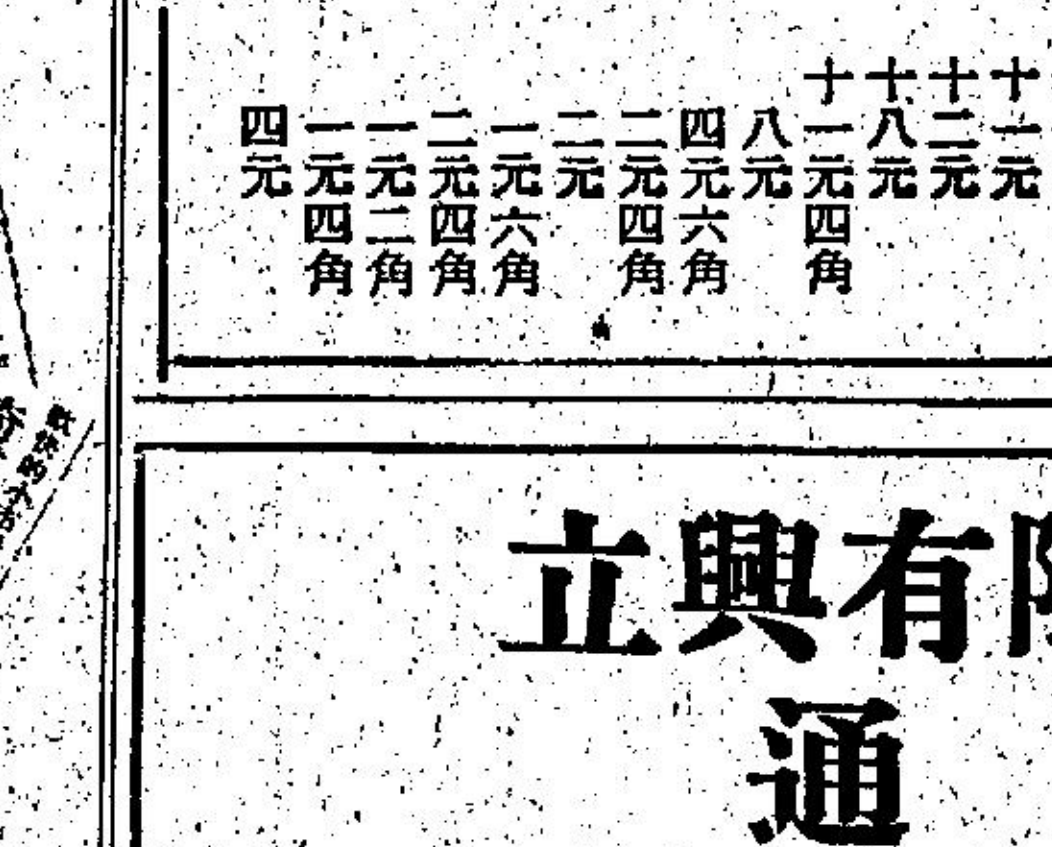 十一元
十二元
十八元
十一元四角
八元
四元六角
二元四角
二元
一元六角
二元四角
一元二角
一元四角
四元
立興有
通